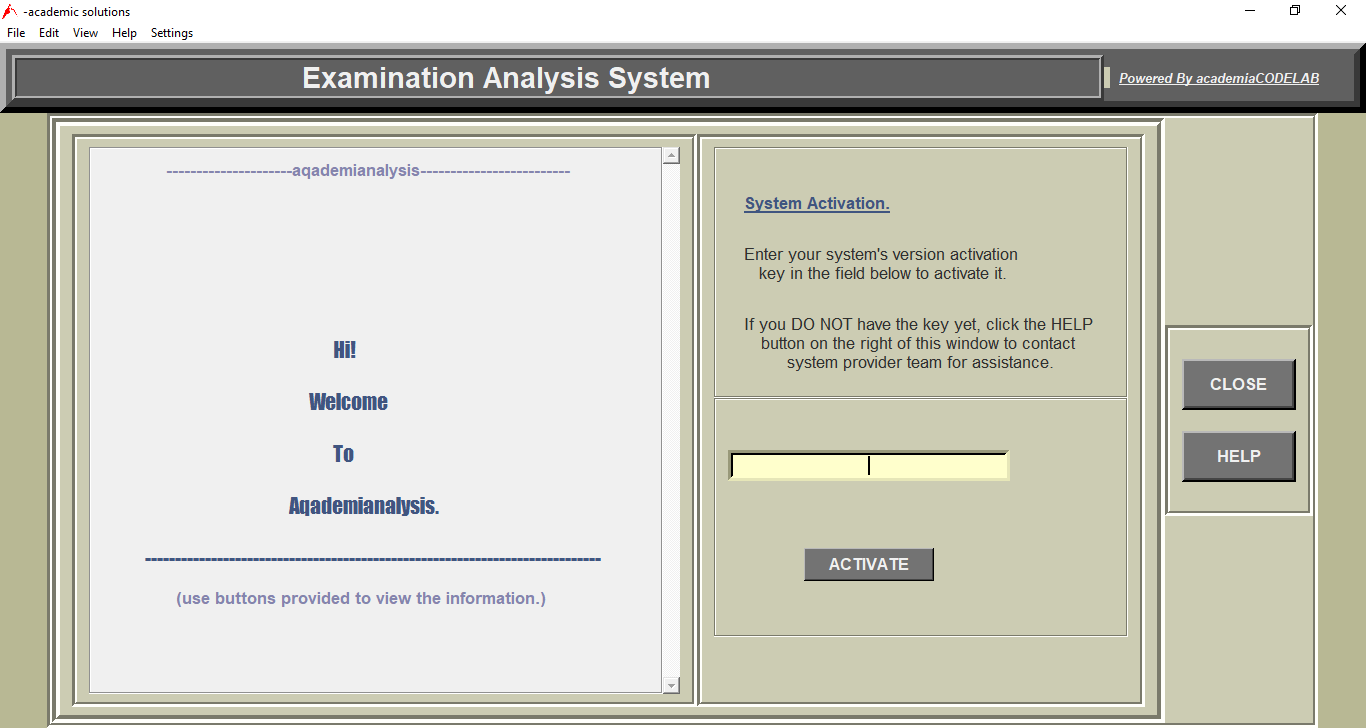 -academic solutions
File Edit View Help Settings
Examination Analysis System
Powered By academiaCODELAB
---------------------aqademianalysis-------------------------
Hi!
Welcome
To
Aqademianalysis.
----------------------------------------------------------------------------
(use buttons provided to view the information.)
System Activation.
Enter your system's version activation
key in the field below to activate it.
If you DO NOT have the key yet, click the HELP
button on the right of this window to contact
system provider team for assistance.
ACTIVATE
CLOSE
HELP